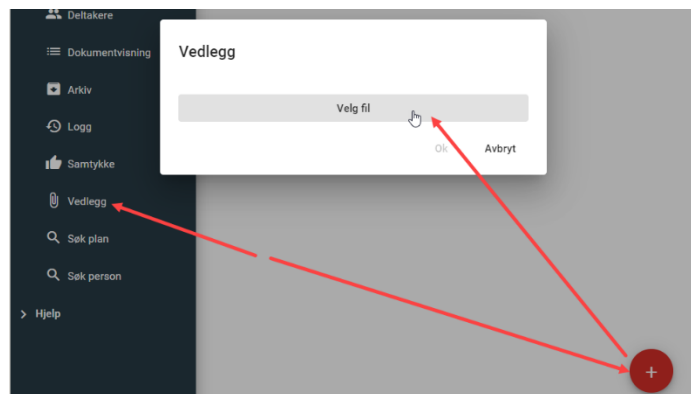 Deltakere
Dokumentvisning
Arkiv
Logg
Samtykke
Vedlegg
Søk plan
Søk person
Hjelp
Vedlegg
Velg fil
Ok Avbryt
+